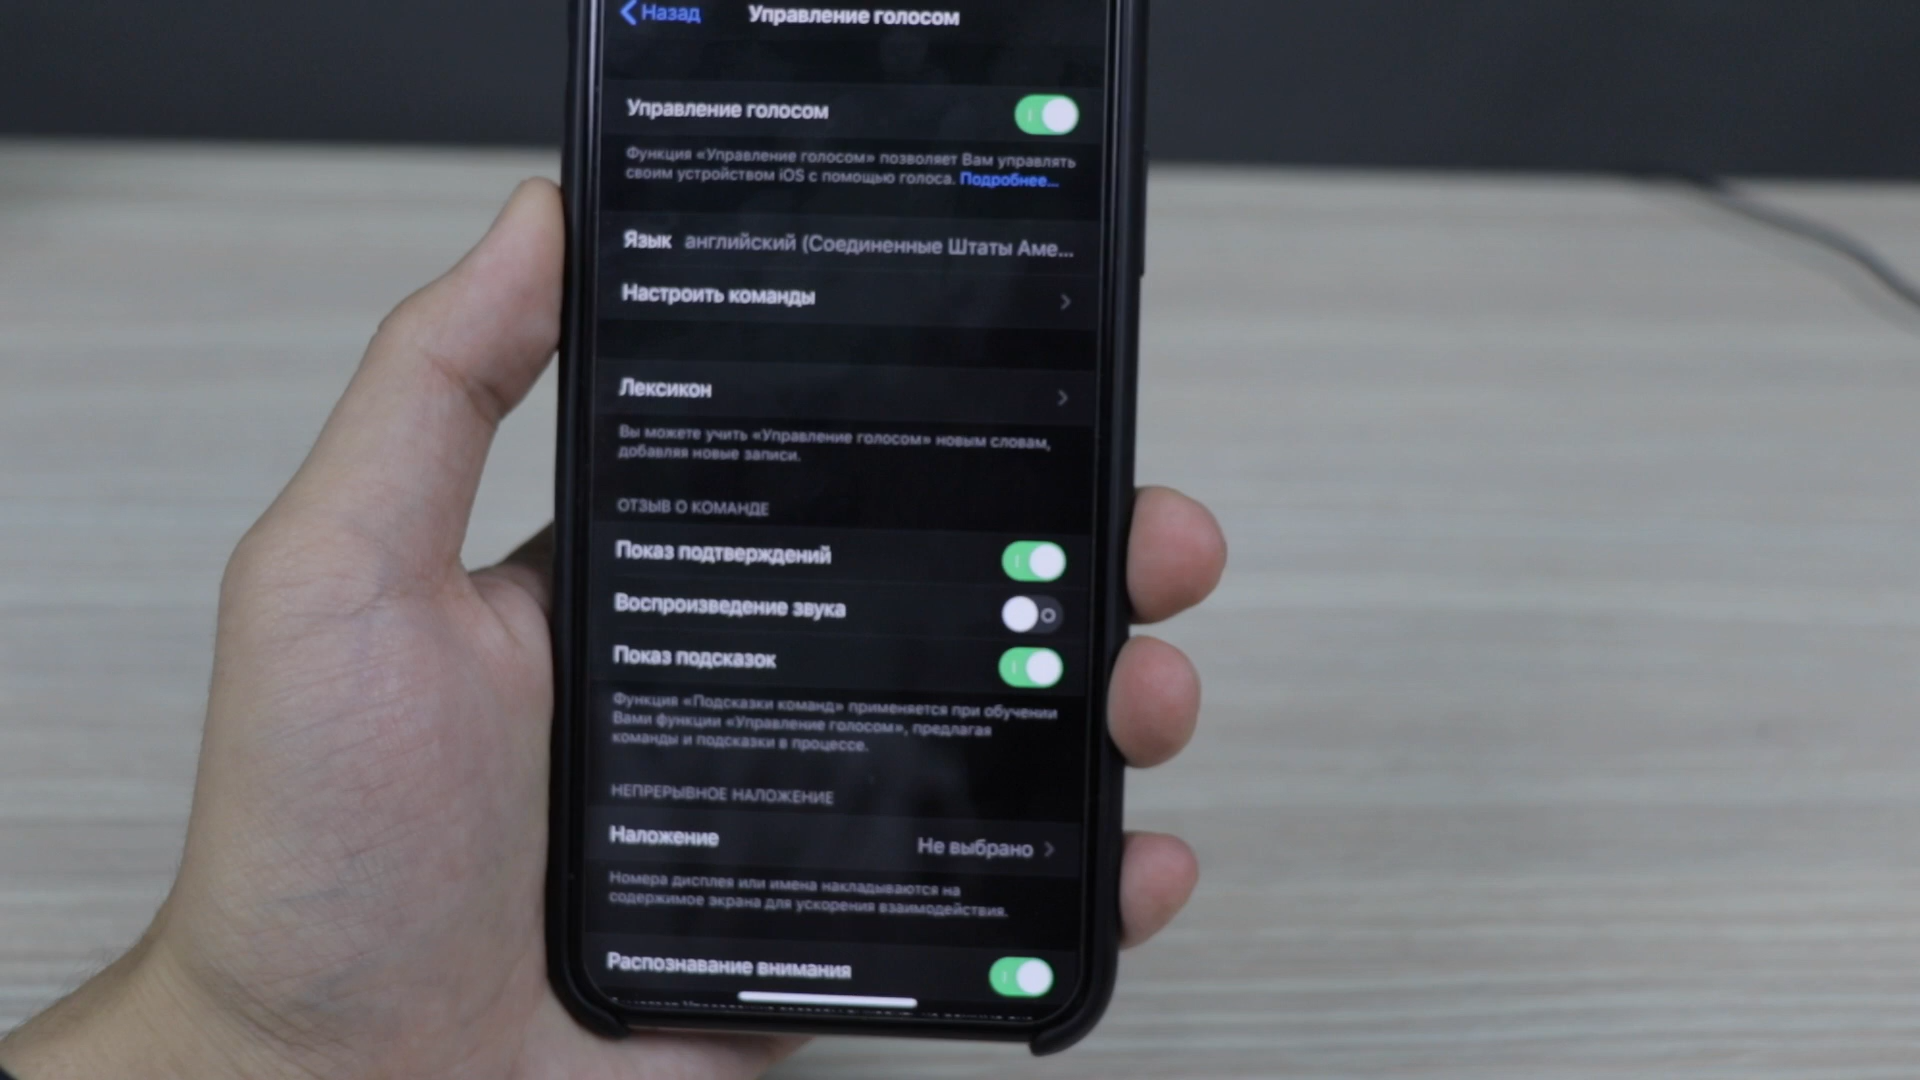 Назад
Управление голосом
Управление голосом
Функция «Управление голосом» позволяет Вам управлять
своим устройством iOS с помощью голоса. Подробнее...
Язык английский (Соединенные Штаты Аме...
Настроить команды
Лексикон
Вы можете учить «Управление голосом» новым словам,
добавляя новые записи.
ОТЗЫВ О КОМАНДЕ
Показ подтверждений
Воспроизведение звука
Показ подсказок
Функция «Подсказки команд» применяется при обучении
Вами функции «Управление голосом», предлагая
команды и подсказки в процессе.
НЕПРЕРЫВНОЕ НАЛОЖЕНИЕ
Наложение Не выбрано
Номера дисплея или имена накладываются на
содержимое экрана для ускорения взаимодействия.
Распознавание внимания